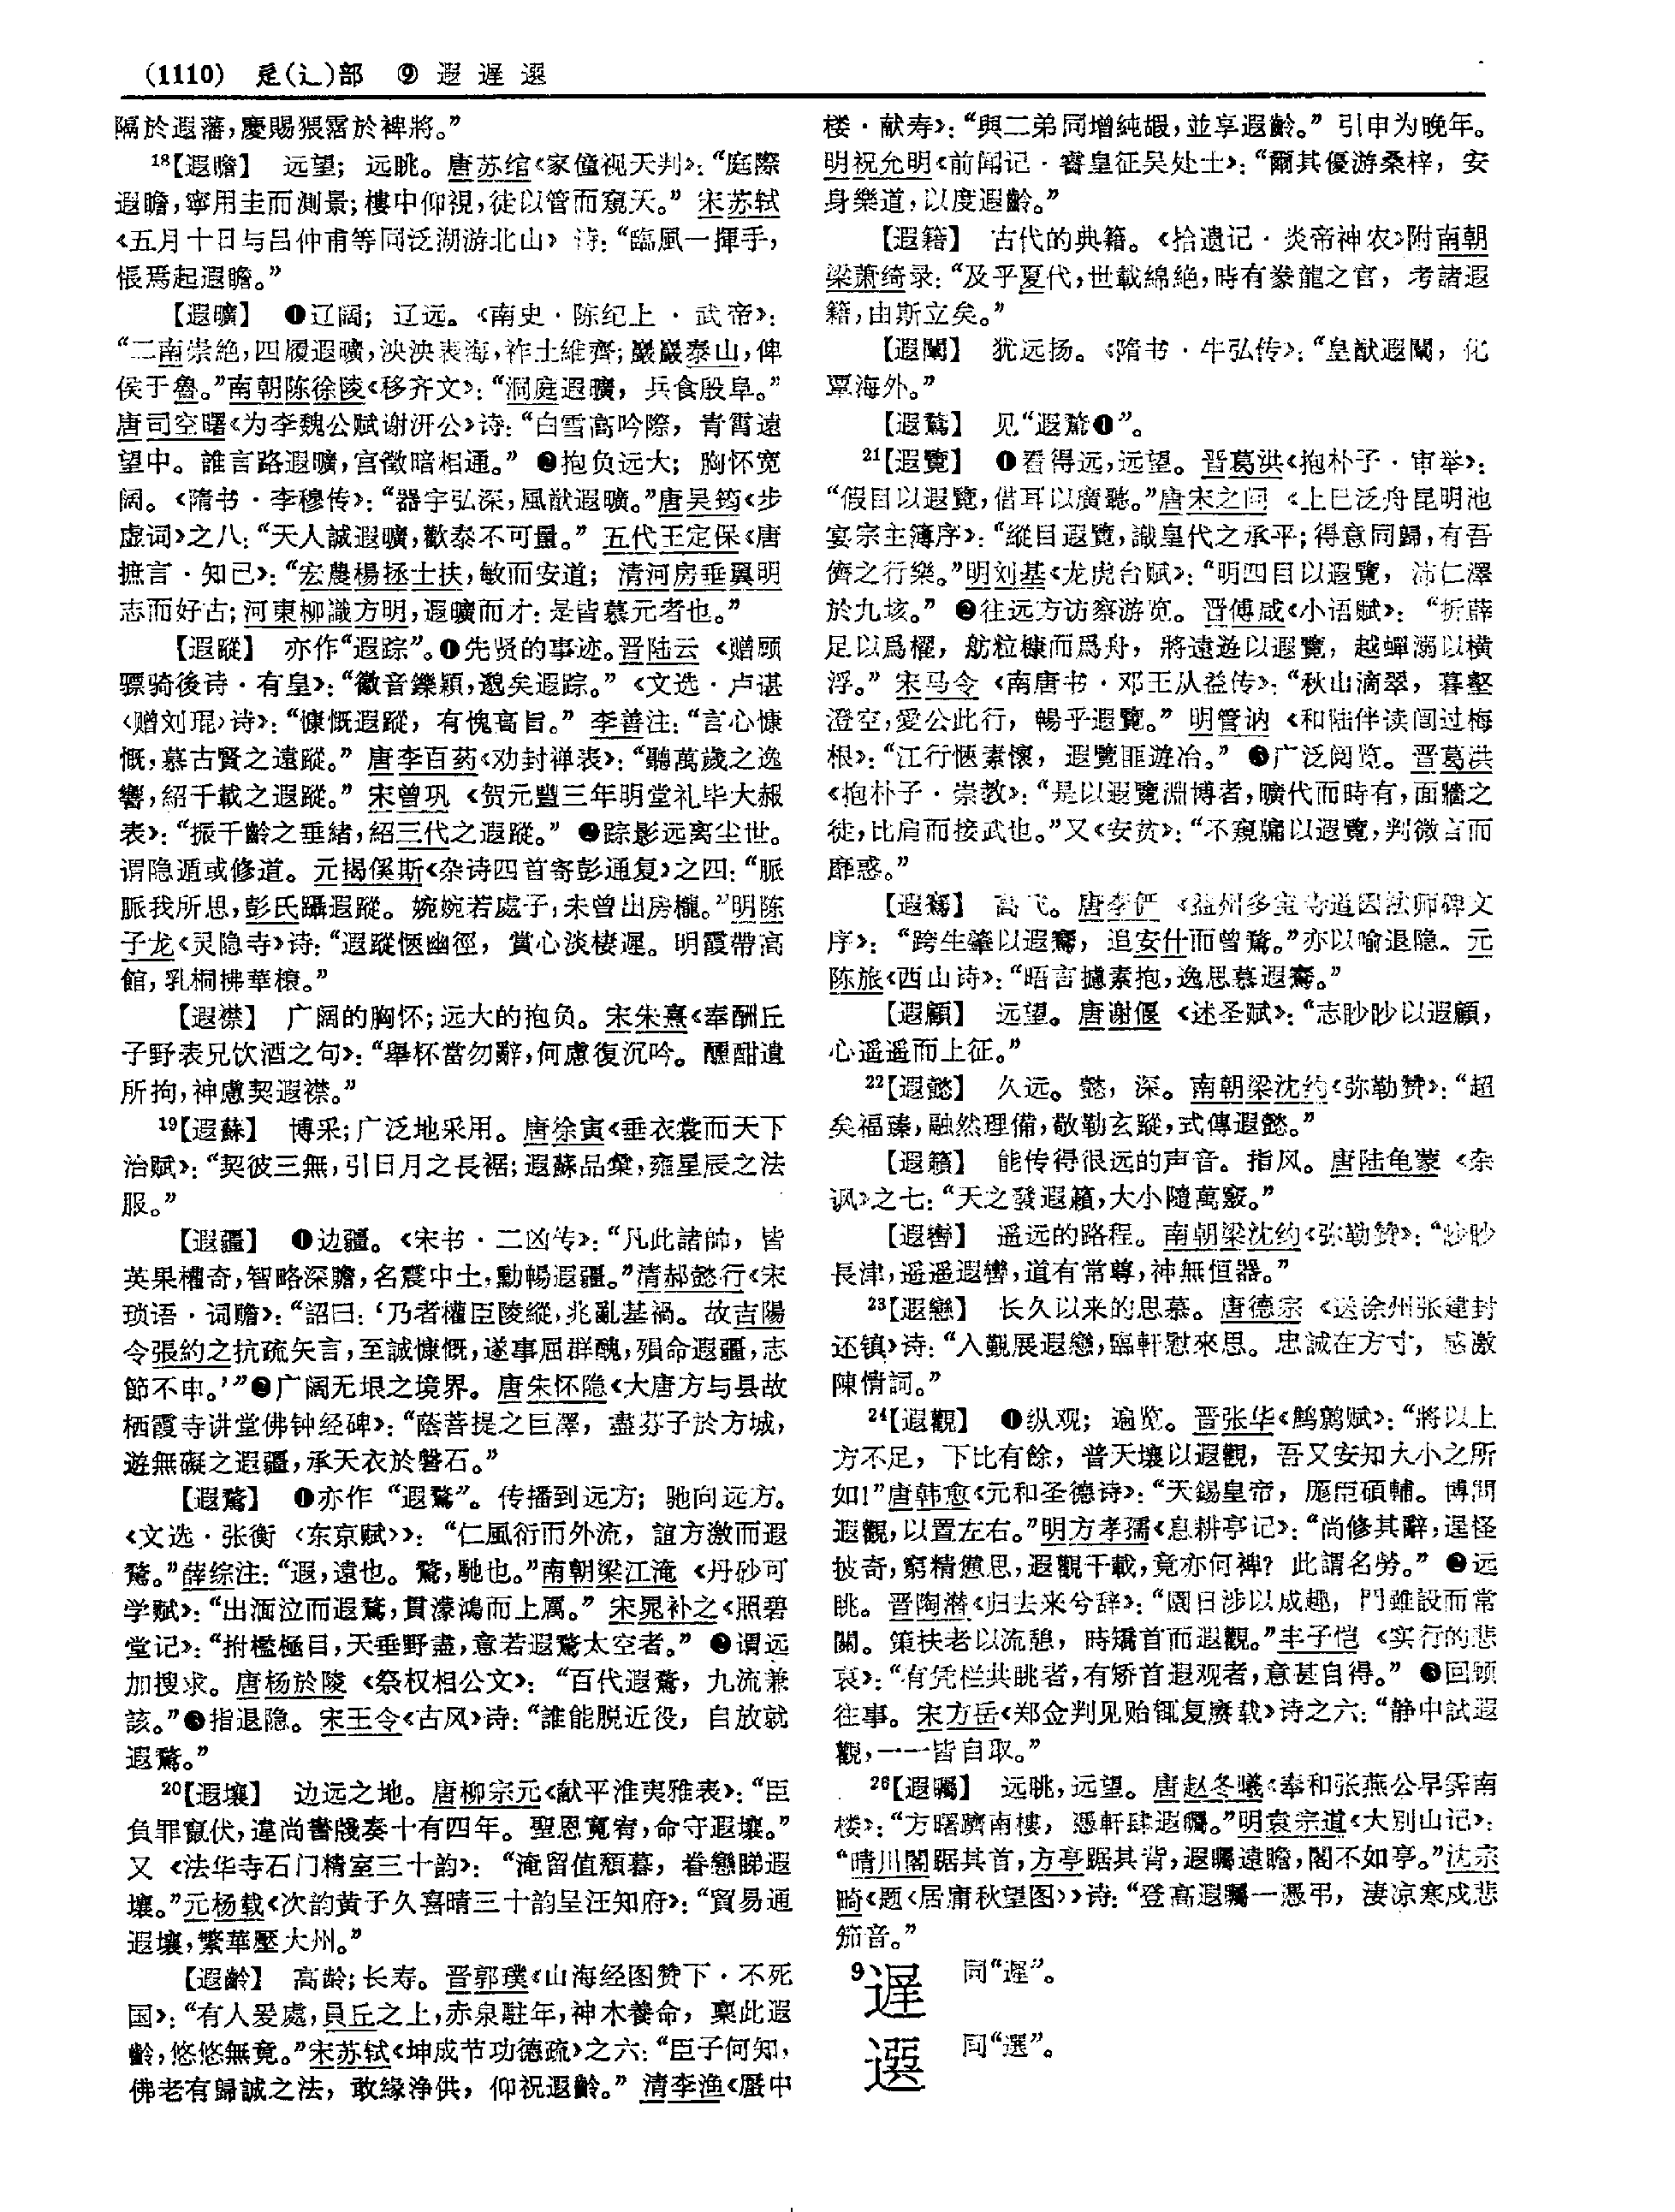 (1110) 辵(辶)部 ⑨ 遐 遟 選
隔於遐藩，慶賜猥霑於裨將。”
18【遐瞻】 远望；远眺。唐苏绾《家僮视天判》：“庭際
遐瞻，寧用圭而測景；樓中仰視，徒以管而窺天。” 宋苏轼
《五月十日与吕仲甫等同泛湖游北山》诗：“臨風一揮手，
悵焉起遐瞻。”
【遐曠】 ❶辽阔；辽远。《南史·陈纪上·武帝》：
“二南崇絶，四履遐曠，泱泱表海，祚土維齊；巖巖泰山，俾
侯于魯。”南朝陈徐陵《移齐文》：“洞庭遐曠，兵食殷阜。”
唐司空曙《为李魏公赋谢汧公》诗：“白雪高吟際，青霄遠
望中。誰言路遐曠，宫徵暗相通。” ❷抱负远大；胸怀宽
阔。《隋书·李穆传》：“器宇弘深，風猷遐曠。”唐吴筠《步
虚词》之八：“天人誠遐曠，歡泰不可量。” 五代王定保《唐
摭言·知己》：“宏農楊拯士扶，敏而安道；清河房垂翼明
志而好古；河東柳識方明，遐曠而才：是皆慕元者也。”
【遐蹤】 亦作“遐踪”。❶先贤的事迹。晋陆云《赠顾
骠骑後诗·有皇》：“徽音鑠穎，邈矣遐踪。”《文选·卢谌
〈赠刘琨〉诗》：“慷慨遐蹤，有愧高旨。” 李善注：“言心慷
慨，慕古賢之遠蹤。” 唐李百药《劝封禅表》：“聽萬歲之逸
響，紹千載之遐蹤。” 宋曾巩《贺元豐三年明堂礼毕大赦
表》：“振千齡之垂緒，紹三代之遐蹤。” ❷踪影远离尘世。
谓隐遁或修道。元揭傒斯《杂诗四首寄彭通复》之四：“脈
脈我所思，彭氏躡遐蹤。婉婉若處子，未曾出房櫳。”明陈
子龙《灵隐寺》诗：“遐蹤愜幽徑，賞心淡棲遲。明霞帶高
館，乳桐拂華榱。”
【遐襟】 广阔的胸怀；远大的抱负。宋朱熹《奉酬丘
子野表兄饮酒之句》：“舉杯當勿辭，何慮復沉吟。醺酣遺
所拘，神慮契遐襟。”
19【遐蘇】 博采；广泛地采用。唐徐寅《垂衣裳而天下
治赋》：“契彼三無，引日月之長裾；遐蘇品彙，雍星辰之法
服。”
【遐疆】 ❶边疆。《宋书·二凶传》：“凡此諸帥，皆
英果權奇，智略深贍，名震中土，勳暢遐疆。”清郝懿行《宋
琐语·词赡》：“詔曰：‘乃者權臣陵縱，兆亂基禍。故吉陽
令張約之抗疏矢言，至誠慷慨，遂事屈群醜，殞命遐疆，志
節不申。’”❷广阔无垠之境界。唐朱怀隐《大唐方与县故
栖霞寺讲堂佛钟经碑》：“蔭菩提之巨澤，盡芬子於方城，
遊無礙之遐疆，承天衣於磐石。”
【遐騖】 ❶亦作“遐鶩”。传播到远方；驰向远方。
《文选·张衡〈东京赋〉》：“仁風衍而外流，誼方激而遐
騖。”薛综注：“遐，遠也。騖，馳也。”南朝梁江淹《丹砂可
学赋》：“出湎泣而遐騖，貫濛鴻而上厲。” 宋晁补之《照碧
堂记》：“拊檻極目，天垂野盡，意若遐騖太空者。” ❷谓远
加搜求。唐杨於陵《祭权相公文》：“百代遐騖，九流兼
該。”❸指退隐。宋王令《古风》诗：“誰能脱近役，自放就
遐騖。”
20【遐壤】 边远之地。唐柳宗元《献平淮夷雅表》：“臣
負罪竄伏，違尚書牋奏十有四年。聖恩寬宥，命守遐壤。”
又《法华寺石门精室三十韵》：“淹留值頽暮，眷戀睇遐
壤。”元杨载《次韵黄子久喜晴三十韵呈汪知府》：“貿易通
遐壤，繁華壓大州。”
【遐齡】 高龄；长寿。晋郭璞《山海经图赞下·不死
国》：“有人爰處，員丘之上，赤泉駐年，神木養命，稟此遐
齡，悠悠無竟。”宋苏轼《坤成节功德疏》之六：“臣子何知，
佛老有歸誠之法，敢緣净供，仰祝遐齡。” 清李渔《蜃中
楼·献寿》：“與二弟同增純嘏，並享遐齡。” 引申为晚年。
明祝允明《前闻记·睿皇征吴处士》：“爾其優游桑梓，安
身樂道，以度遐齡。”
【遐籍】 古代的典籍。《拾遗记·炎帝神农》附南朝
梁萧绮录：“及乎夏代，世載綿絶，時有豢龍之官，考諸遐
籍，由斯立矣。”
【遐闡】 犹远扬。《隋书·牛弘传》：“皇猷遐闡，化
覃海外。”
【遐鶩】 见“遐騖❶”。
21【遐覽】 ❶看得远，远望。晋葛洪《抱朴子·审举》：
“假目以遐覽，借耳以廣聽。”唐宋之问《上巳泛舟昆明池
宴宗主簿序》：“縱目遐覽，識皇代之承平；得意同歸，有吾
儕之行樂。”明刘基《龙虎台赋》：“明四目以遐覽，沛仁澤
於九垓。” ❷往远方访察游览。晋傅咸《小语赋》：“折薛
足以爲櫂，舫粒糠而爲舟，將遠遊以遐覽，越蟬溺以横
浮。” 宋马令《南唐书·邓王从益传》：“秋山滴翠，暮壑
澄空，愛公此行，暢乎遐覽。” 明管讷《和陆伴读闰过梅
根》：“江行愜素懷，遐覽匪遊冶。” ❸广泛阅览。晋葛洪
《抱朴子·崇教》：“是以遐覽淵博者，曠代而時有，面牆之
徒，比肩而接武也。”又《安贫》：“不窺牖以遐覽，判微言而
靡惑。”
【遐騫】 高飞。唐李俨《益州多宝寺道因法师碑文
序》：“跨生肇以遐騫，追安什而曾騖。”亦以喻退隐。元
陈旅《西山诗》：“晤言攄素抱，逸思慕遐騫。”
【遐顧】 远望。唐谢偃《述圣赋》：“志眇眇以遐顧，
心遥遥而上征。”
22【遐懿】 久远。懿，深。南朝梁沈约《弥勒赞》：“超
矣福臻，融然理備，敬勒玄蹤，式傳遐懿。”
【遐籟】 能传得很远的声音。指风。唐陆龟蒙《杂
讽》之七：“天之發遐籟，大小隨萬竅。”
【遐轡】 遥远的路程。南朝梁沈约《弥勒赞》：“眇眇
長津，遥遥遐轡，道有常尊，神無恒器。”
23【遐戀】 长久以来的思慕。唐德宗《送徐州张建封
还镇》诗：“入覲展遐戀，臨軒慰來思。忠誠在方寸，感激
陳情詞。”
24【遐觀】 ❶纵观；遍览。晋张华《鹪鹩赋》：“將以上
方不足，下比有餘，普天壤以遐觀，吾又安知大小之所
如！”唐韩愈《元和圣德诗》：“天錫皇帝，厖臣碩輔。博問
遐觀，以置左右。”明方孝孺《息耕亭记》：“尚修其辭，逞怪
披奇，窮精憊思，遐觀千載，竟亦何裨？此謂名勞。” ❷远
眺。晋陶潜《归去来兮辞》：“園日涉以成趣，門雖設而常
關。策扶老以流憩，時矯首而遐觀。”丰子恺《实行的悲
哀》：“有凭栏共眺者，有矫首遐观者，意甚自得。” ❸回顾
往事。宋方岳《郑佥判见贻辄复赓载》诗之六：“静中試遐
觀，一一皆自取。”
26【遐矚】 远眺，远望。唐赵冬曦《奉和张燕公早霁南
楼》：“方曙躋南樓，憑軒肆遐矚。”明袁宗道《大别山记》：
“晴川閣踞其首，方亭踞其背，遐矚遠瞻，閣不如亭。”沈宗
畸《题〈居庸秋望图〉》诗：“登高遐矚一憑弔，淒凉寒戍悲
笳音。”
9遟 同“遲”。
選 同“選”。